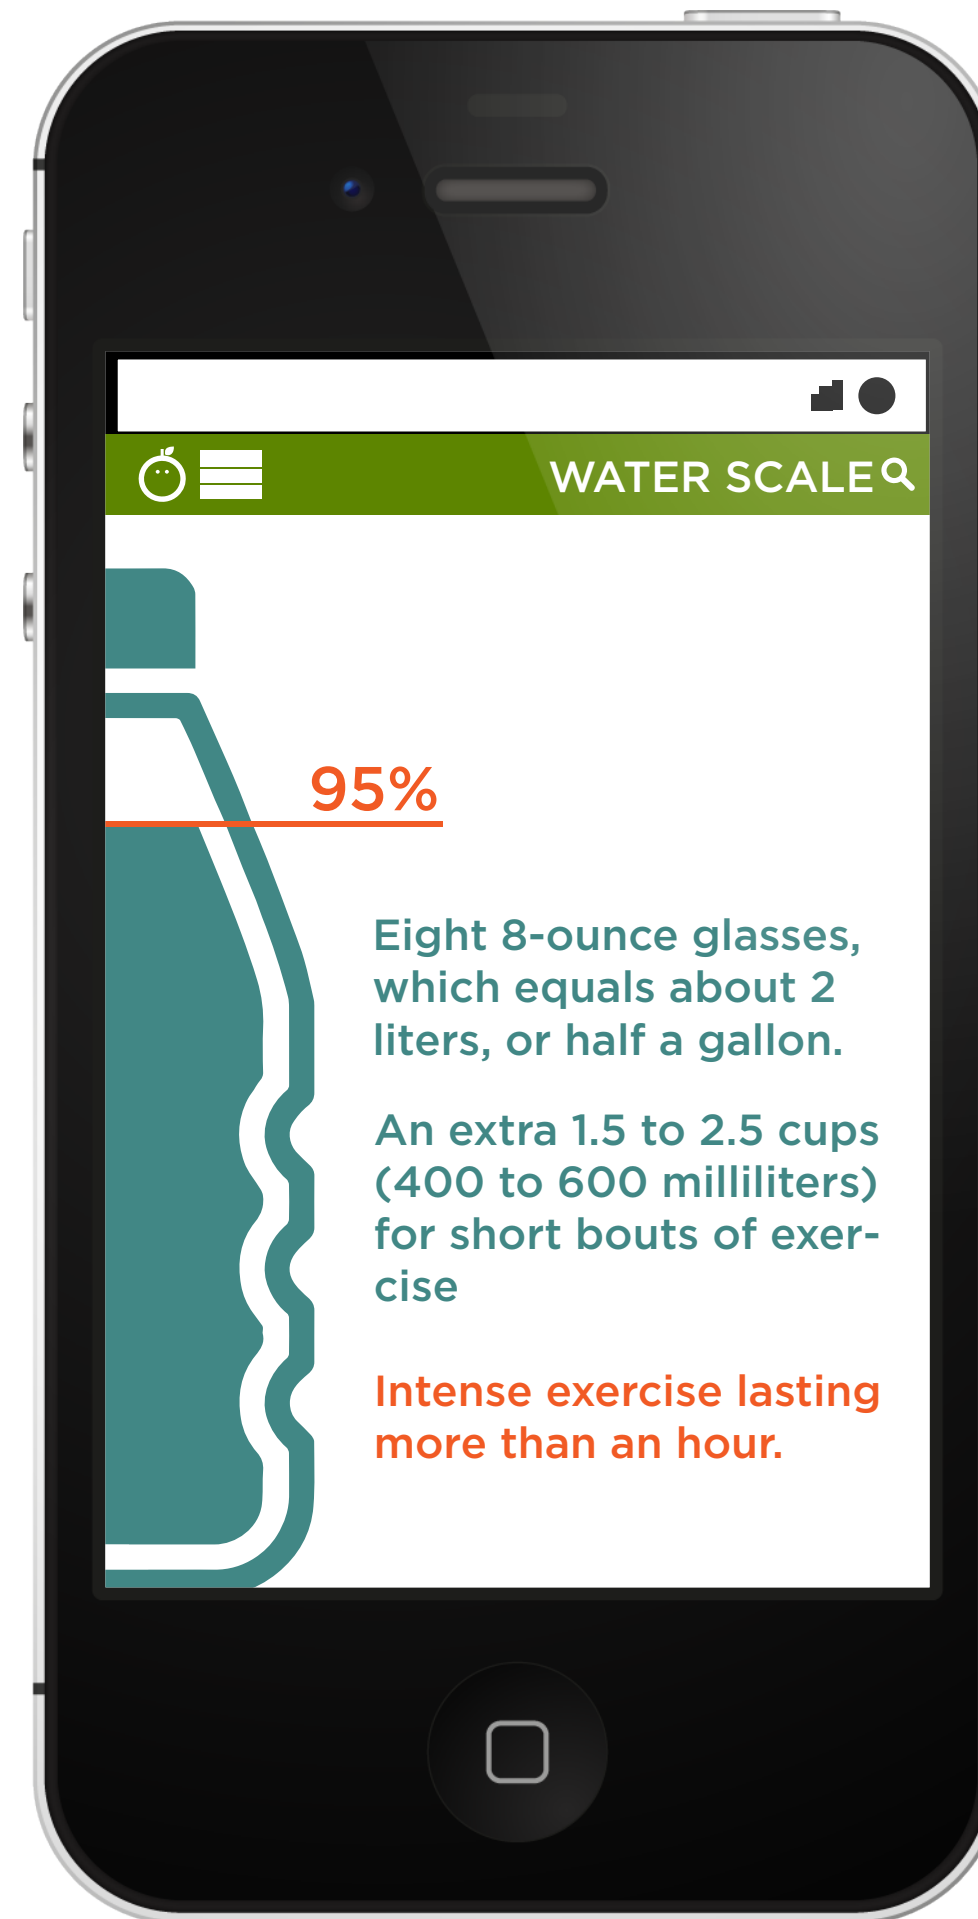 WATER SCALE
95%
Eight 8-ounce glasses,
which equals about 2
liters, or half a gallon.
An extra 1.5 to 2.5 cups
(400 to 600 milliliters)
for short bouts of exer-
cise
Intense exercise lasting
more than an hour.